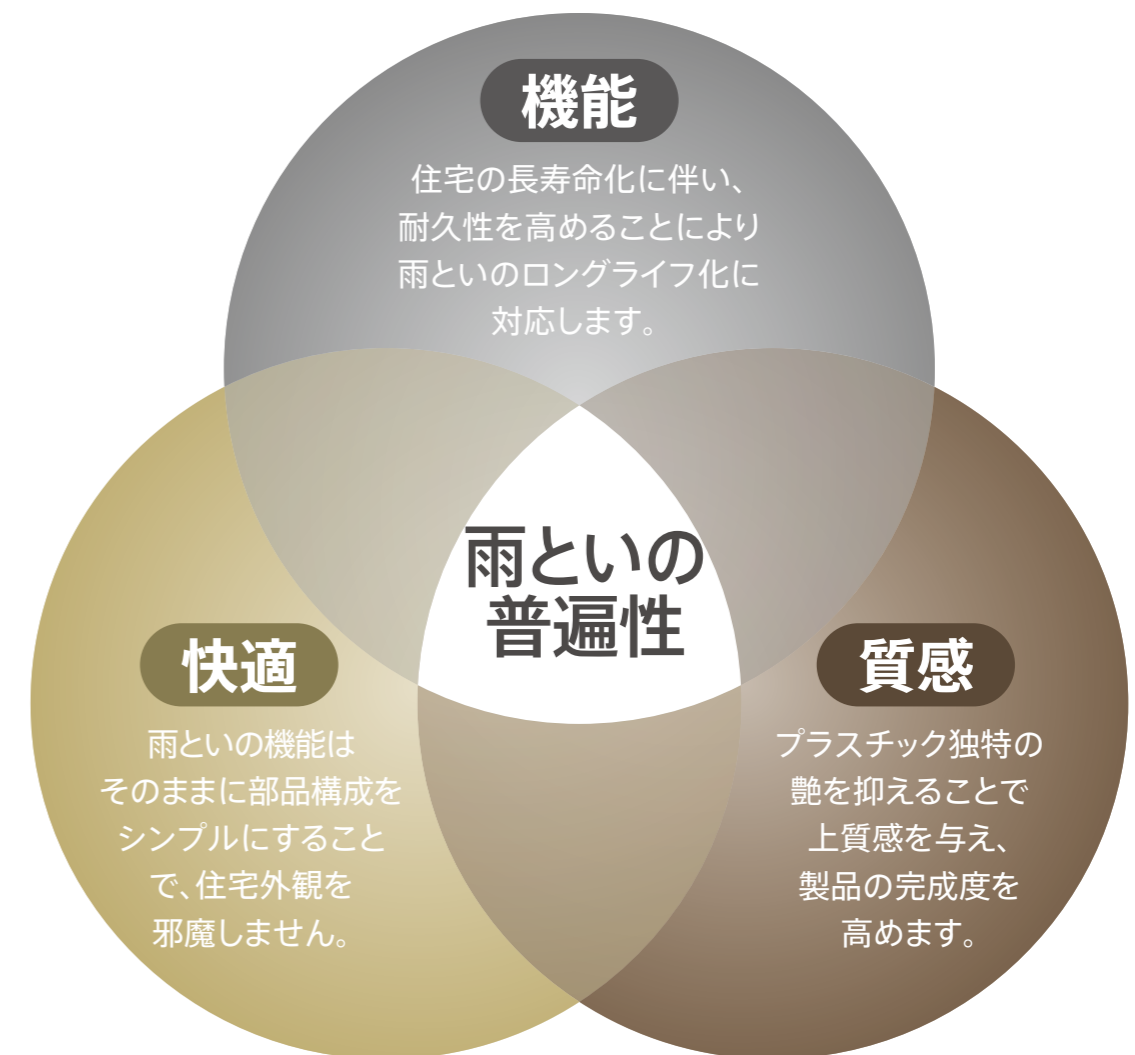 機能
住宅の長寿命化に伴い、
耐久性を高めることにより
雨といのロングライフ化に
対応します。
雨といの
普遍性
快適
雨といの機能は
そのままに部品構成を
シンプルにすること
で、住宅外観を
邪魔しません。
質感
プラスチック独特の
艶を抑えることで
上質感を与え、
製品の完成度を
高めます。